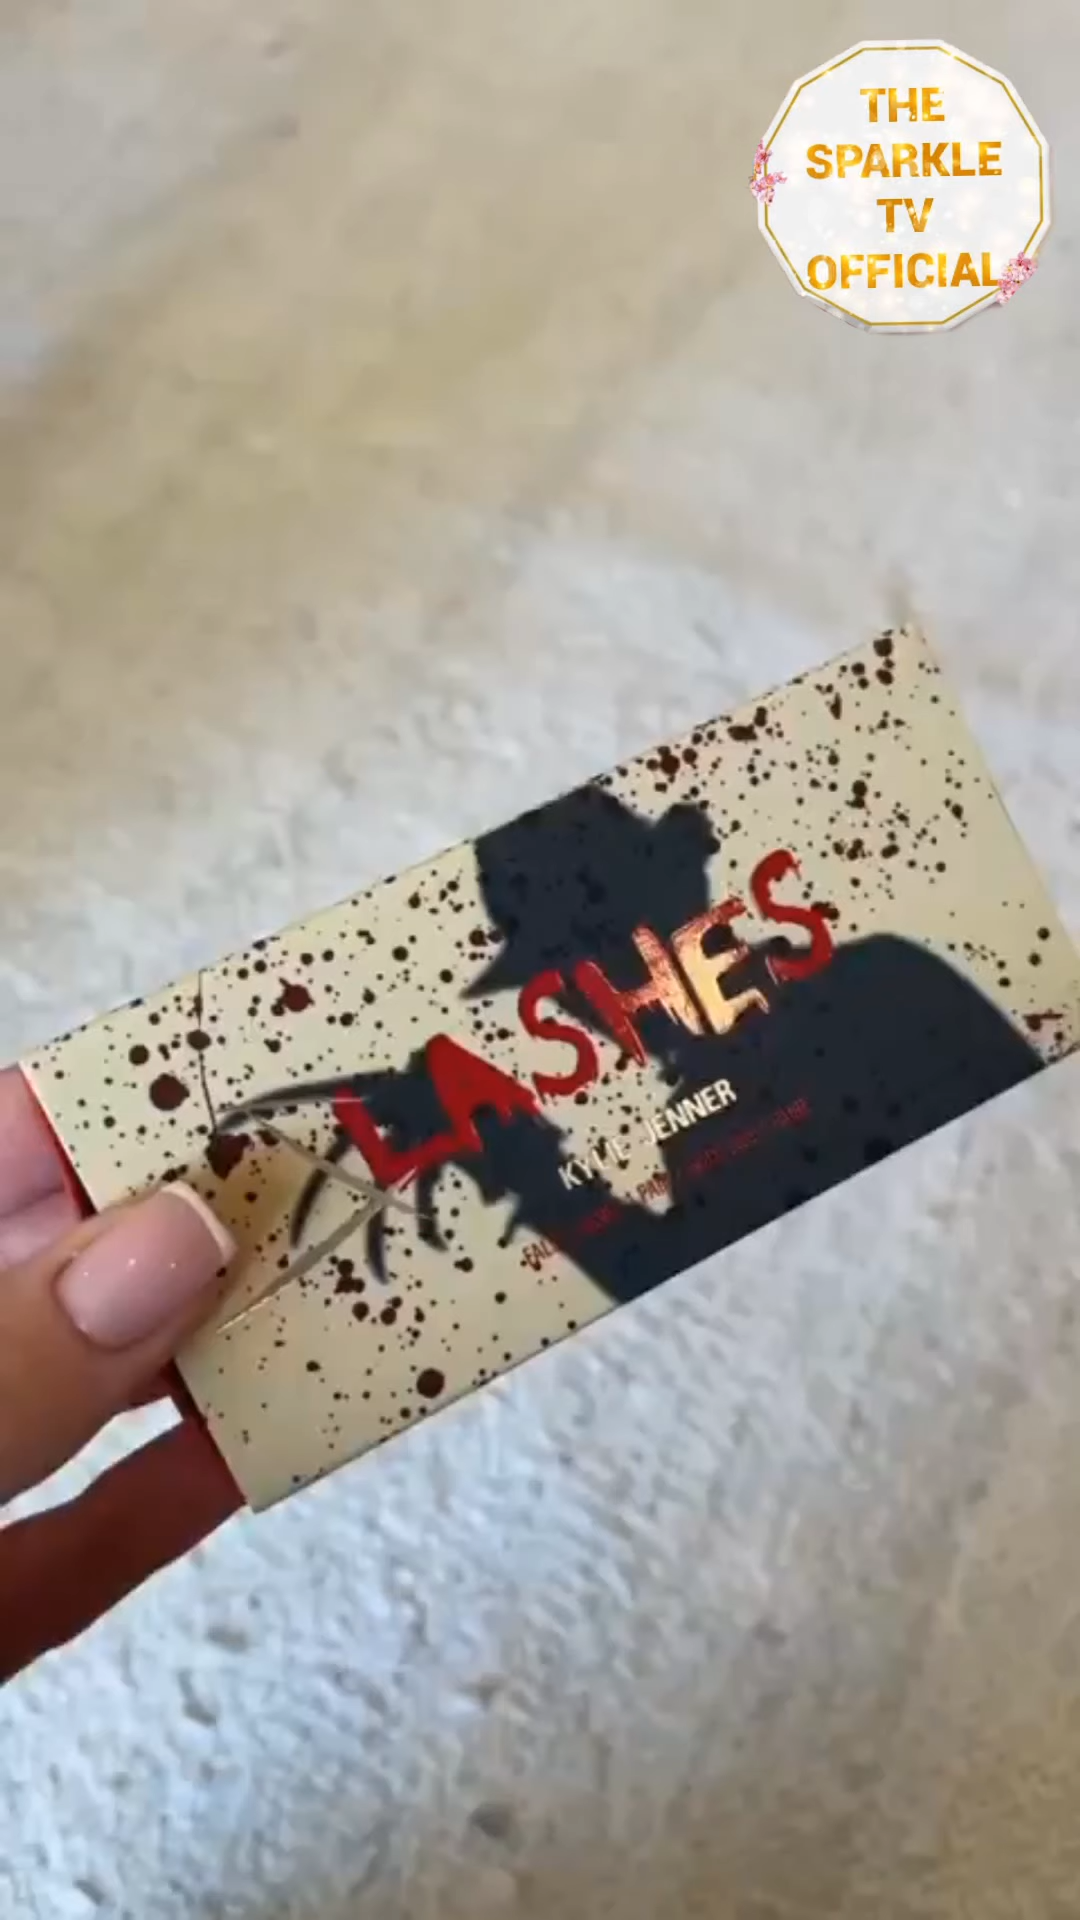 THE
SPARKLE
TV
OFFICIAL
LASHES
KYLIE JENNER